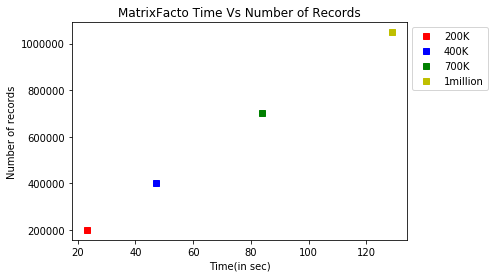 MatrixFacto Time Vs Number of Records
1000000
800000
600000
400000
200000
Number of records
20
40
60
80
100
120
Time(in sec)
200K
400K
700K
1million